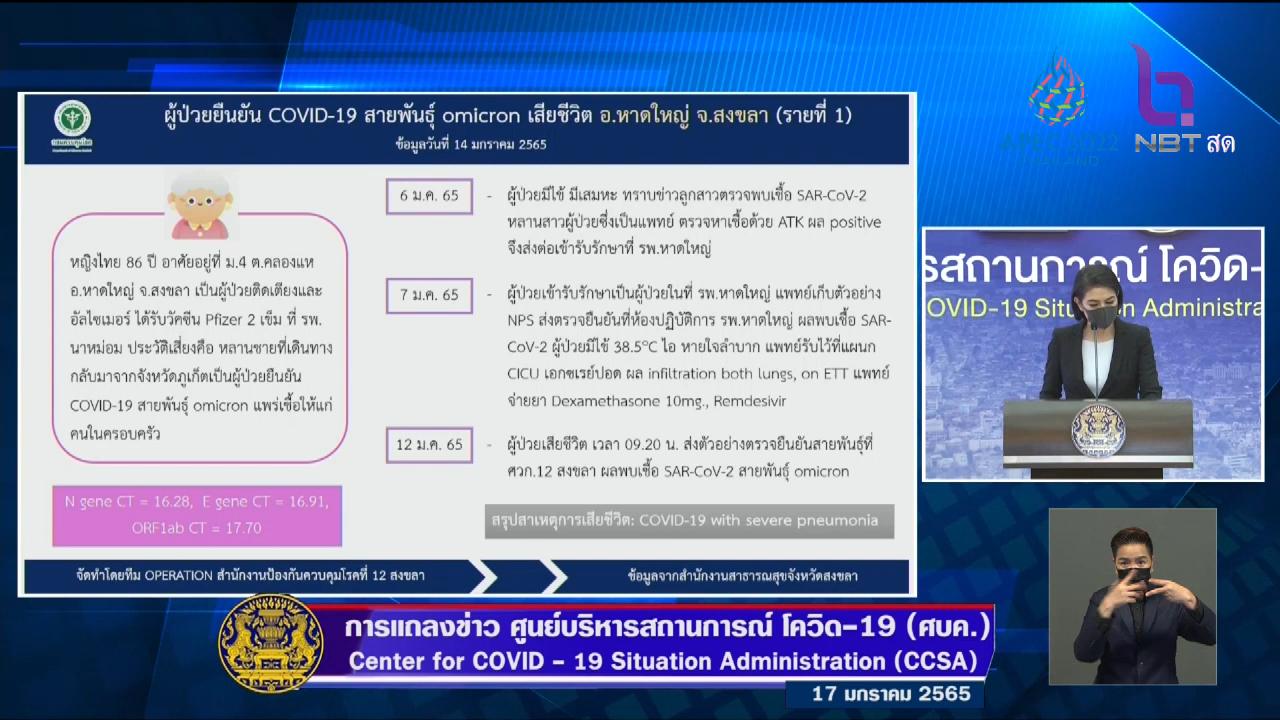 ผู้ป่วยยืนยัน COVID-19 สายพันธุ์ omicron เสียชีวิต อ.หาดใหญ่ จ.สงขลา (รายที่ 1)
ข้อมูลวันที่ 14 มกราคม 2565
กรมควบคุมโรค
หญิงไทย 86 ปี อาศัยอยู่ที่ ม.4 ต.คลองแห
อ.หาดใหญ่ จ.สงขลา เป็นผู้ป่วยติดเตียงและ
อัลไซเมอร์ ได้รับวัคซีน Pfizer 2 เข็ม ที่ รพ.
นาหม่อม ประวัติเสี่ยงคือ หลานชายที่เดินทาง
กลับมาจากจังหวัดภูเก็ตเป็นผู้ป่วยยืนยัน
COVID-19 สายพันธุ์ omicron แพร่เชื้อให้แก่
คนในครอบครัว
N gene CT = 16.28, E gene CT = 16.91,
ORF1ab CT = 17.70
6 ม.ค. 65 - ผู้ป่วยมีไข้ มีเสมหะ ทราบข่าวลูกสาวตรวจพบเชื้อ SAR-CoV-2
หลานสาวผู้ป่วยซึ่งเป็นแพทย์ ตรวจหาเชื้อด้วย ATK ผล positive
จึงส่งต่อเข้ารับรักษาที่ รพ.หาดใหญ่
7 ม.ค. 65 - ผู้ป่วยเข้ารับรักษาเป็นผู้ป่วยในที่ รพ.หาดใหญ่ แพทย์เก็บตัวอย่าง
NPS ส่งตรวจยืนยันที่ห้องปฏิบัติการ รพ.หาดใหญ่ ผลพบเชื้อ SAR-
CoV-2 ผู้ป่วยมีไข้ 38.5°C ไอ หายใจลำบาก แพทย์รับไว้ที่แผนก
CICU เอกซเรย์ปอด ผล infiltration both lungs, on ETT แพทย์
จ่ายยา Dexamethasone 10mg., Remdesivir
12 ม.ค. 65 - ผู้ป่วยเสียชีวิต เวลา 09.20 น. ส่งตัวอย่างตรวจยืนยันสายพันธุ์ที่
ศวก.12 สงขลา ผลพบเชื้อ SAR-CoV-2 สายพันธุ์ omicron
สรุปสาเหตุการเสียชีวิต: COVID-19 with severe pneumonia
จัดทำโดยทีม OPERATION สำนักงานป้องกันควบคุมโรคที่ 12 สงขลา
ข้อมูลจากสำนักงานสาธารณสุขจังหวัดสงขลา
APEC 2022
THAILAND
NBT สด
รสถานการณ์ โควิด-
COVID-19 Situation Administra
การแถลงข่าว ศูนย์บริหารสถานการณ์ โควิด-19 (ศบค.)
Center for COVID – 19 Situation Administration (CCSA)
17 มกราคม 2565